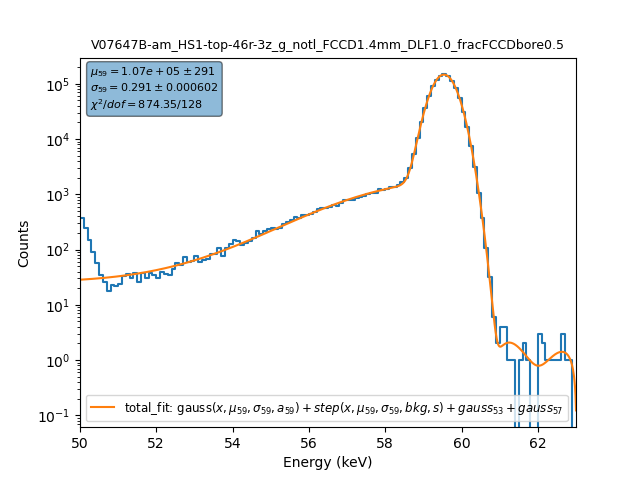 V07647B-am_HS1-top-46r-3z_g_notl_FCCD1.4mm_DLF1.0_fracFCCDbore0.5
μ₅₉ = 1.07e + 05 ± 291
σ₅₉ = 0.291 ± 0.000602
χ²/dof = 874.35/128
Counts
10⁵
10⁴
10³
10²
10¹
10⁰
10⁻¹
total_fit: gauss(x, μ₅₉, σ₅₉, a₅₉) + step(x, μ₅₉, σ₅₉, bkg, s) + gauss₅₃ + gauss₅₇
50 52 54 56 58 60 62
Energy (keV)